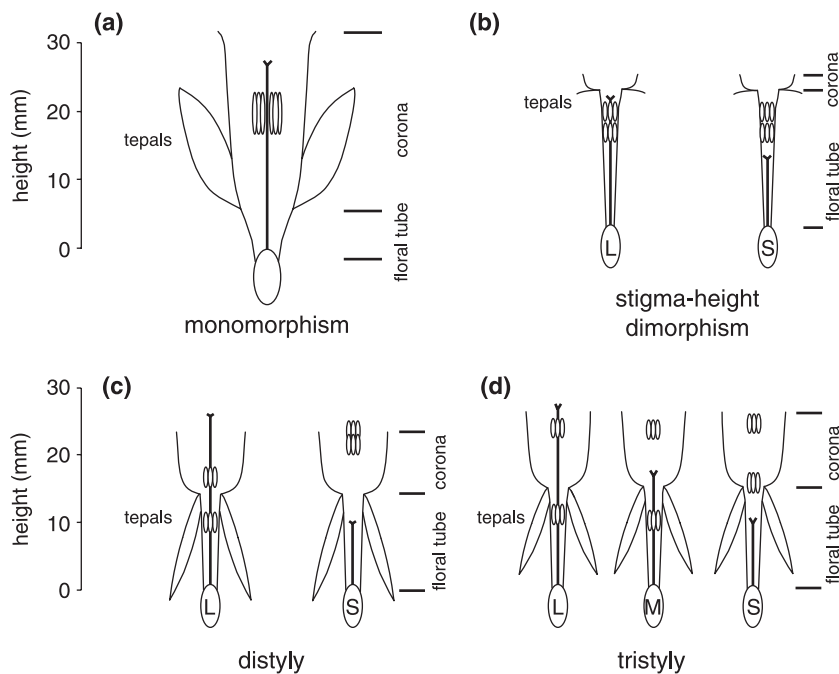 (a)
30
20
10
0
height (mm)
tepals
corona
floral tube
monomorphism
(b)
tepals
L
S
corona
floral tube
stigma-height
dimorphism
(c)
30
20
10
0
height (mm)
tepals
L
S
corona
floral tube
distyly
(d)
tepals
L
M
S
corona
floral tube
tristyly